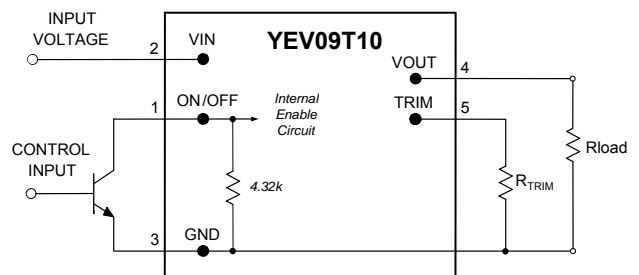 INPUT
VOLTAGE
2
VIN
YEV09T10
VOUT
4
1
ON/OFF
Internal
Enable
Circuit
TRIM
5
CONTROL
INPUT
4.32k
RTRIM
Rload
3
GND